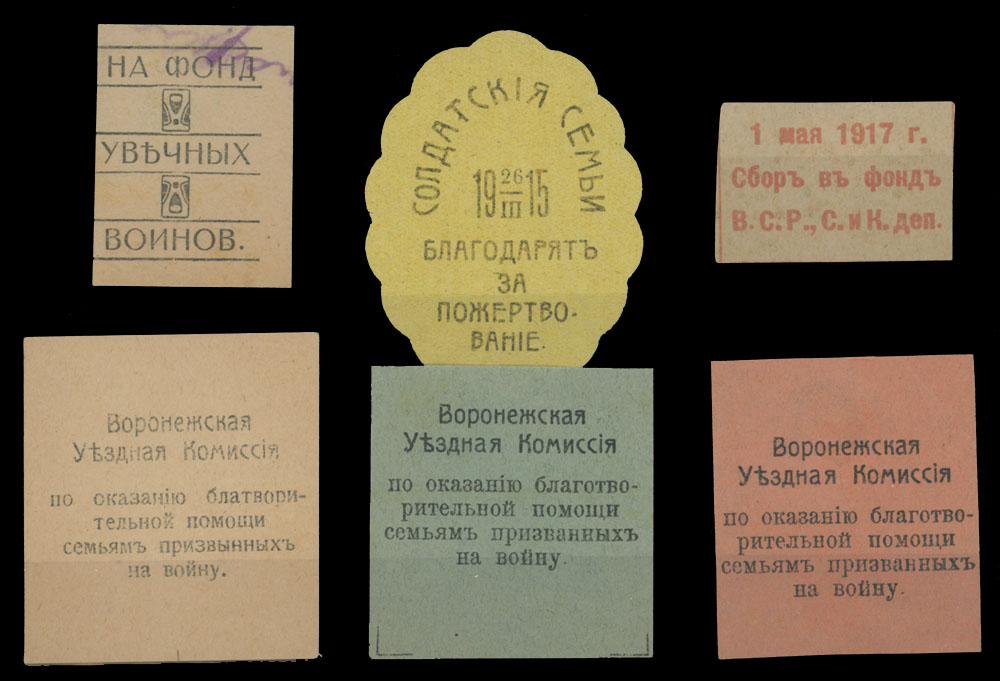 НА ФОНД
УВѢЧНЫХ
ВОИНОВ.
СОЛДАТСКІЯ СЕМЬИ
19 26/III 15
БЛАГОДАРЯТЪ
ЗА
ПОЖЕРТВО-
ВАНІЕ.
1 мая 1917 г.
Сборъ въ фондъ
В. С. Р., С. и К. деп.
Воронежская
Уѣздная Комиссія
по оказанію блатвори-
тельной помощи
семьямъ призвынныхъ
на войну.
Воронежская
Уѣздная Комиссія
по оказанію благотво-
рительной помощи
семьямъ призванныхъ
на войну.
Воронежская
Уѣздная Комиссія
по оказанію благотво-
рительной помощи
семьямъ призванныхъ
на войну.